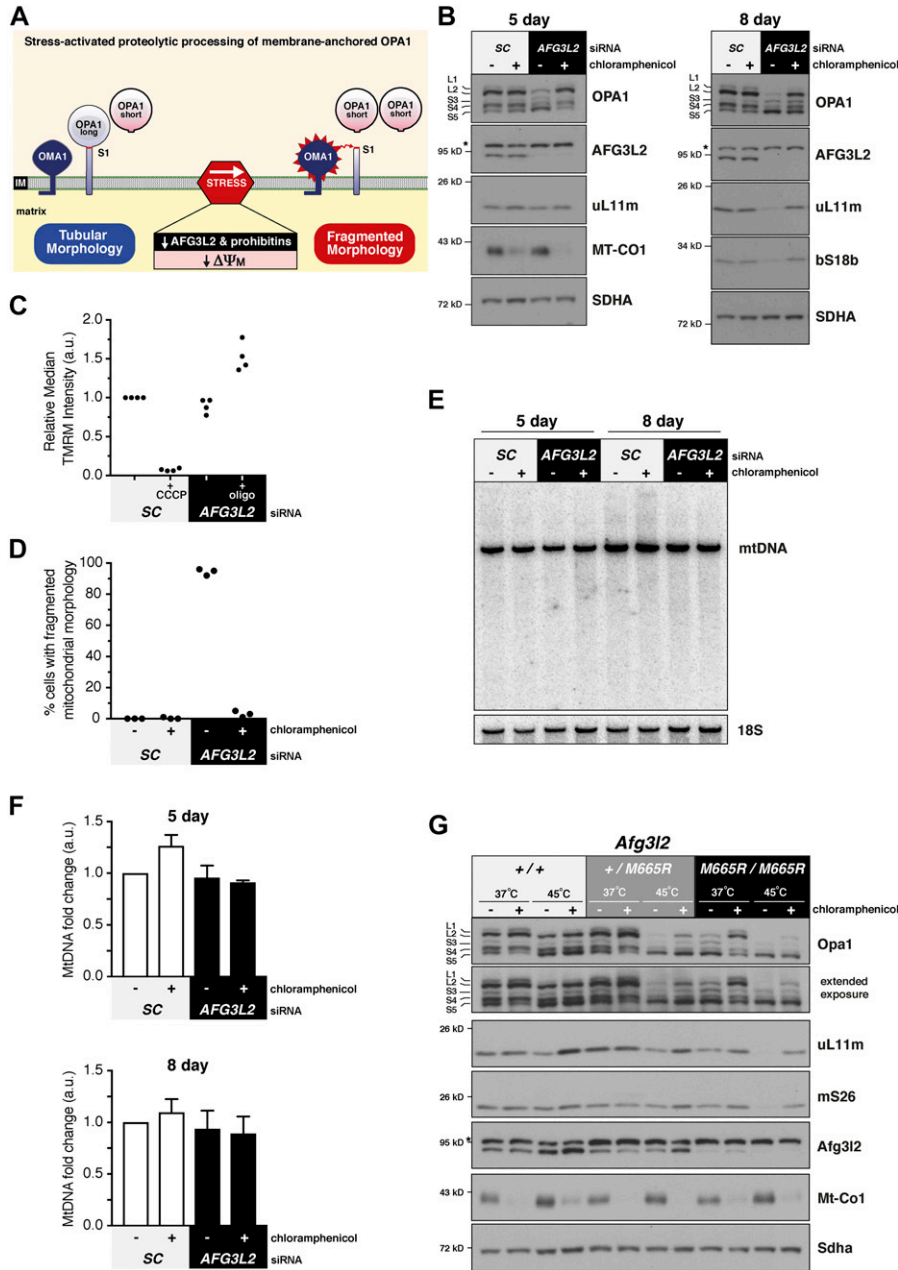 A
Stress-activated proteolytic processing of membrane-anchored OPA1
OPA1 short
OPA1 long
S1
OMA1
IM
matrix
STRESS
OMA1
OPA1 short
OPA1 short
S1
Tubular Morphology
↓ AFG3L2 & prohibitins
↓ ΔΨM
Fragmented Morphology
B
5 day
SC AFG3L2 siRNA
- + - + chloramphenicol
L1
L2
S3
S4
S5
OPA1
*
95 kD
AFG3L2
26 kD
uL11m
43 kD
MT-CO1
72 kD
SDHA
8 day
SC AFG3L2 siRNA
- + - + chloramphenicol
L1
L2
S3
S4
S5
OPA1
*
95 kD
AFG3L2
26 kD
uL11m
34 kD
bS18b
72 kD
SDHA
C
Relative Median
TMRM Intensity (a.u.)
2.0
1.5
1.0
0.5
0.0
+ CCCP
+ oligo
SC AFG3L2 siRNA
D
% cells with fragmented
mitochondrial morphology
100
80
60
40
20
0
- + - + chloramphenicol
SC AFG3L2 siRNA
E
5 day 8 day
SC AFG3L2 SC AFG3L2 siRNA
- + - + - + - + chloramphenicol
mtDNA
18S
F
5 day
MtDNA fold change (a.u.)
1.5
1.0
0.5
0.0
- + - + chloramphenicol
SC AFG3L2 siRNA
8 day
MtDNA fold change (a.u.)
1.5
1.0
0.5
0.0
- + - + chloramphenicol
SC AFG3L2 siRNA
G
Afg3l2
+/+ +/M665R M665R/M665R
37°C 45°C 37°C 45°C 37°C 45°C
- + - + - + - + - + - + chloramphenicol
L1
L2
S3
S4
S5
Opa1
L1
L2
S3
S4
S5
extended exposure
26 kD
uL11m
26 kD
mS26
*
95 kD
Afg3l2
43 kD
Mt-Co1
72 kD
Sdha